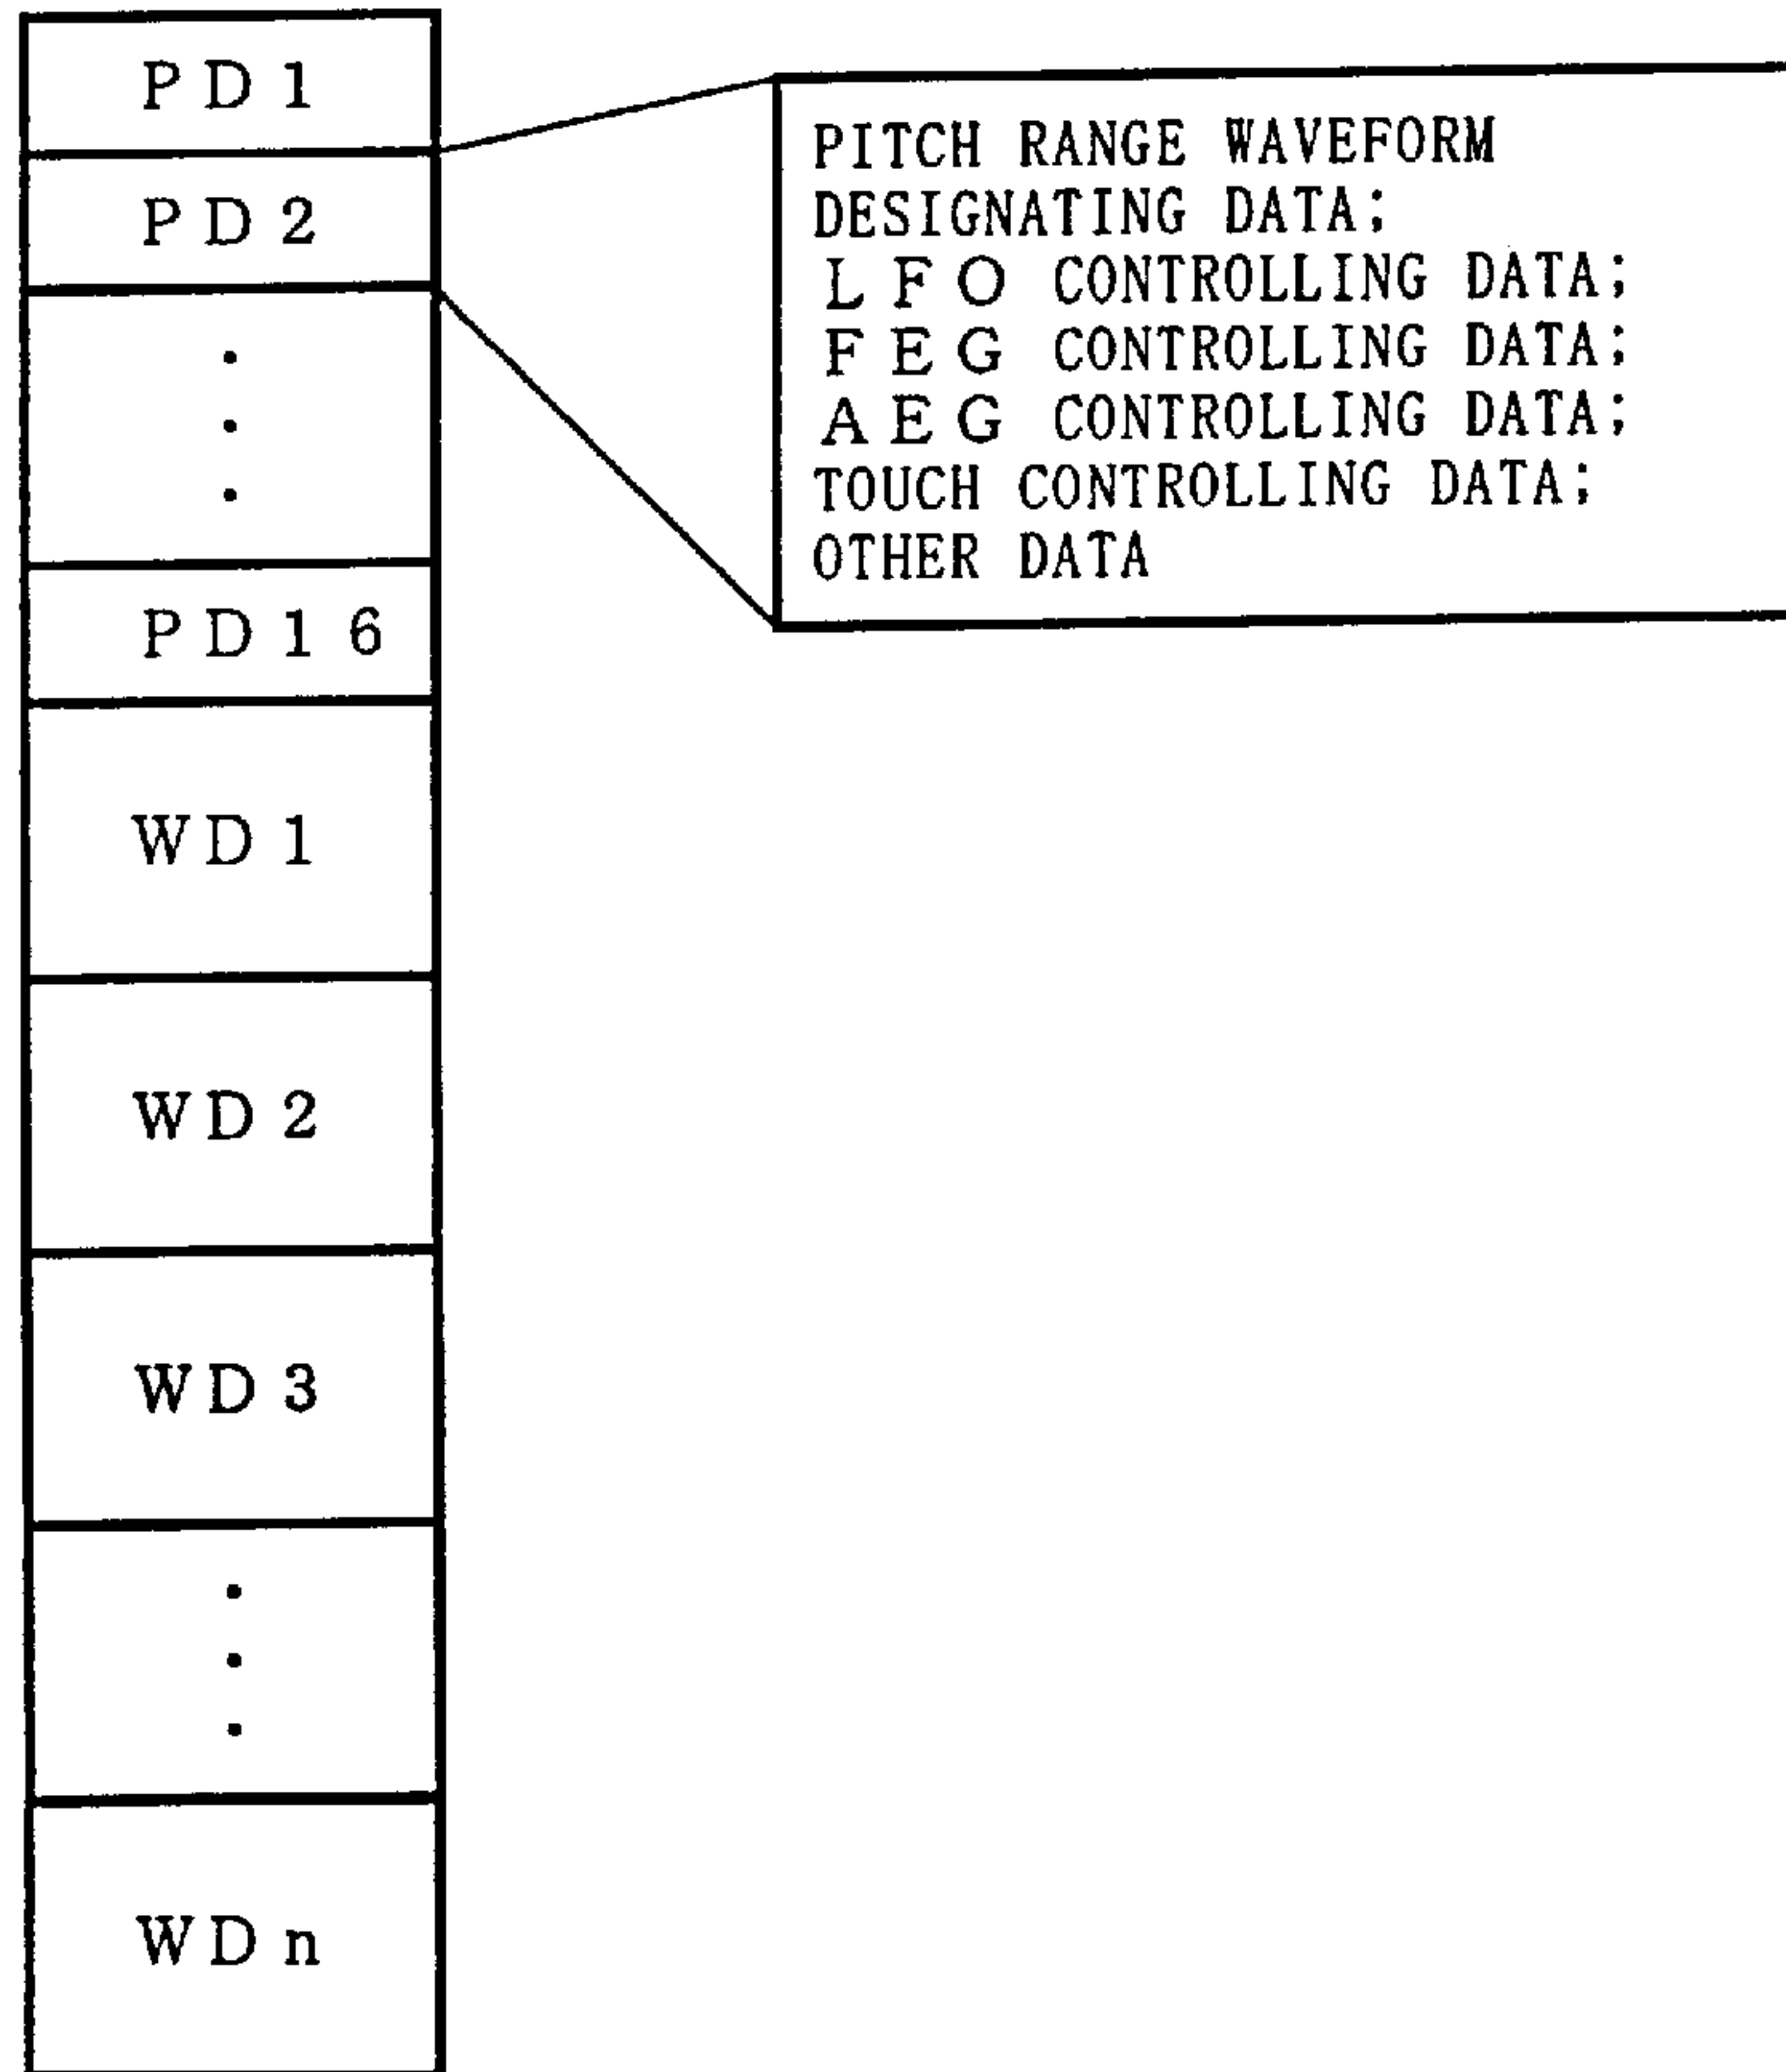 PD1
PD2
PD16
WD1
WD2
WD3
WDn
PITCH RANGE WAVEFORM
DESIGNATING DATA;
LFO CONTROLLING DATA;
FEG CONTROLLING DATA;
AEG CONTROLLING DATA;
TOUCH CONTROLLING DATA;
OTHER DATA